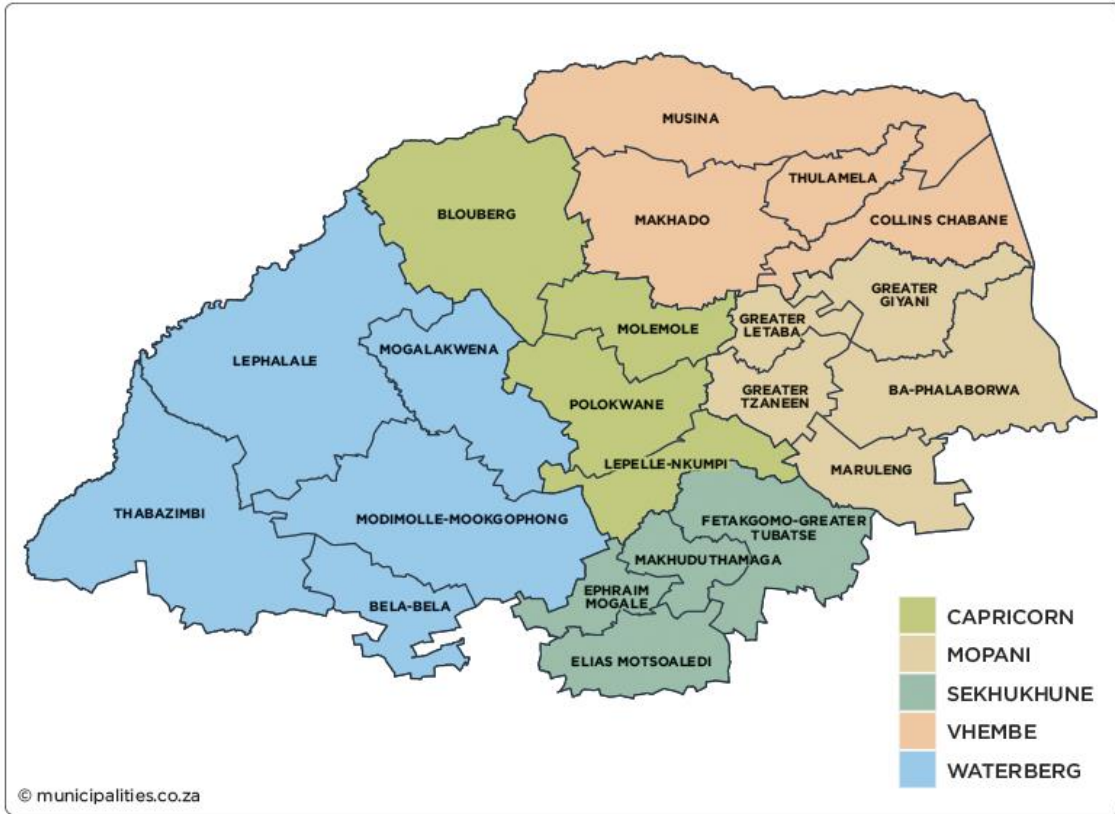 MUSINA
THULAMELA
BLOUBERG
MAKHADO
COLLINS CHABANE
GREATER
GIYANI
GREATER
LETABA
MOLEMOLE
MOGALAKWENA
LEPHALALE
BA-PHALABORWA
GREATER
TZANEEN
POLOKWANE
LEPELLE-NKUMPI
MARULENG
THABAZIMBI
MODIMOLLE-MOOKGOPHONG
FETAKGOMO-GREATER
TUBATSE
MAKHUDUTHAMAGA
EPHRAIM
MOGALE
BELA-BELA
ELIAS MOTSOALEDI
CAPRICORN
MOPANI
SEKHUKHUNE
VHEMBE
WATERBERG
© municipalities.co.za